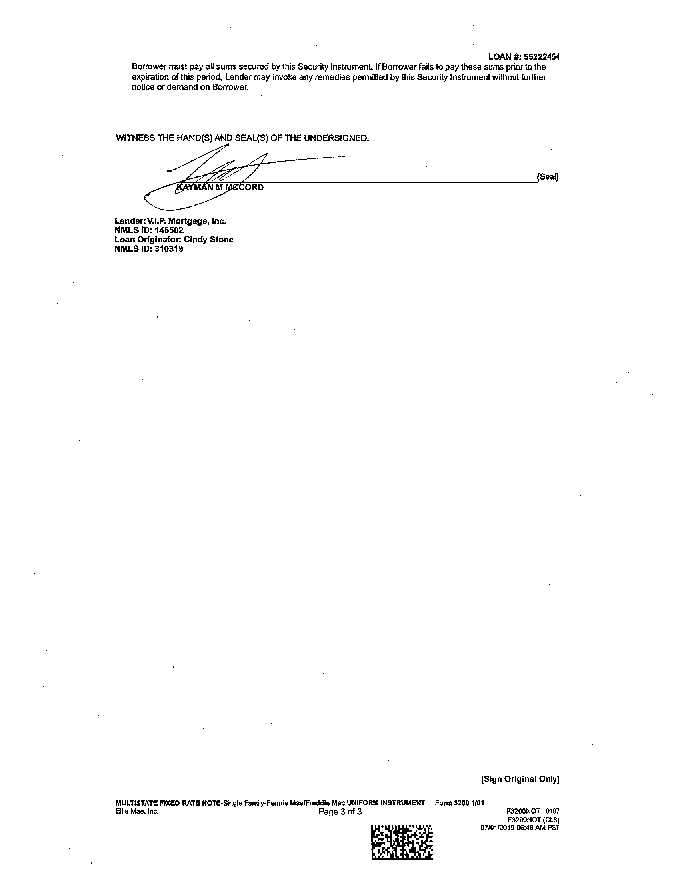 LOAN #: 55222454
Borrower must pay all sums secured by this Security Instrument. If Borrower fails to pay these sums prior to the
expiration of this period, Lender may invoke any remedies permitted by this Security Instrument without further
notice or demand on Borrower.
WITNESS THE HAND(S) AND SEAL(S) OF THE UNDERSIGNED.
(Seal)
KAYMAN M MCCORD
Lender: V.I.P. Mortgage, Inc.
NMLS ID: 145502
Loan Originator: Cindy Stone
NMLS ID: 310319
[Sign Original Only]
MULTISTATE FIXED RATE NOTE-Single Family-Fannie Mae/Freddie Mac UNIFORM INSTRUMENT Form 3200 1/01
Ellie Mae, Inc.
Page 3 of 3
F3200NOT 0107
F3200NOT (CLS)
07/01/2019 06:48 AM PST